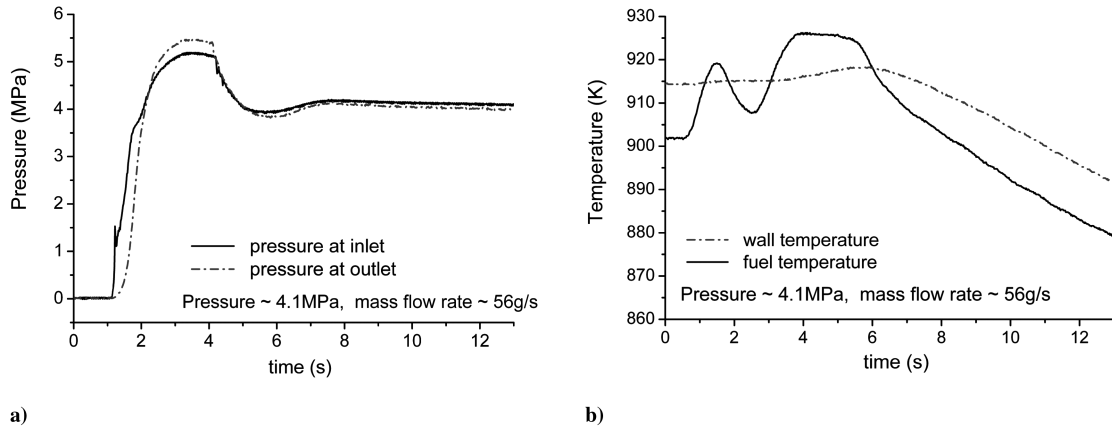 6
5
4
3
2
1
0
Pressure (MPa)
pressure at inlet
pressure at outlet
Pressure ~ 4.1MPa, mass flow rate ~ 56g/s
0 2 4 6 8 10 12
time (s)
a)
930
920
910
900
890
880
870
860
Temperature (K)
wall temperature
fuel temperature
Pressure ~ 4.1MPa, mass flow rate ~ 56g/s
0 2 4 6 8 10 12
time (s)
b)